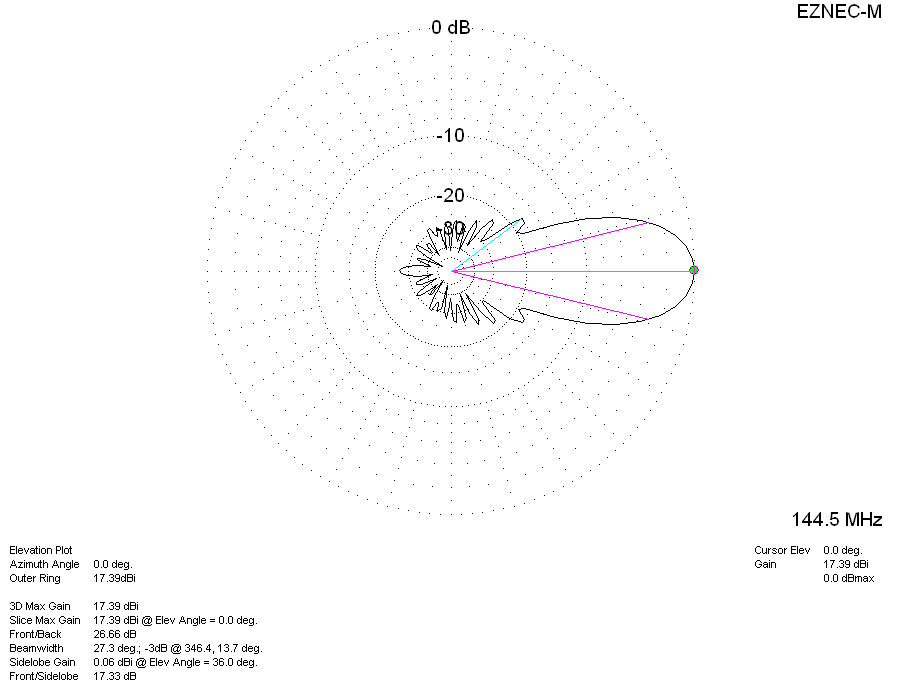 EZNEC-M
0 dB
-10
-20
-30
144.5 MHz
Elevation Plot
Azimuth Angle 0.0 deg.
Outer Ring 17.39dBi
Cursor Elev 0.0 deg.
Gain 17.39 dBi
0.0 dBmax
3D Max Gain 17.39 dBi
Slice Max Gain 17.39 dBi @ Elev Angle = 0.0 deg.
Front/Back 26.66 dB
Beamwidth 27.3 deg.; -3dB @ 346.4, 13.7 deg.
Sidelobe Gain 0.06 dBi @ Elev Angle = 36.0 deg.
Front/Sidelobe 17.33 dB